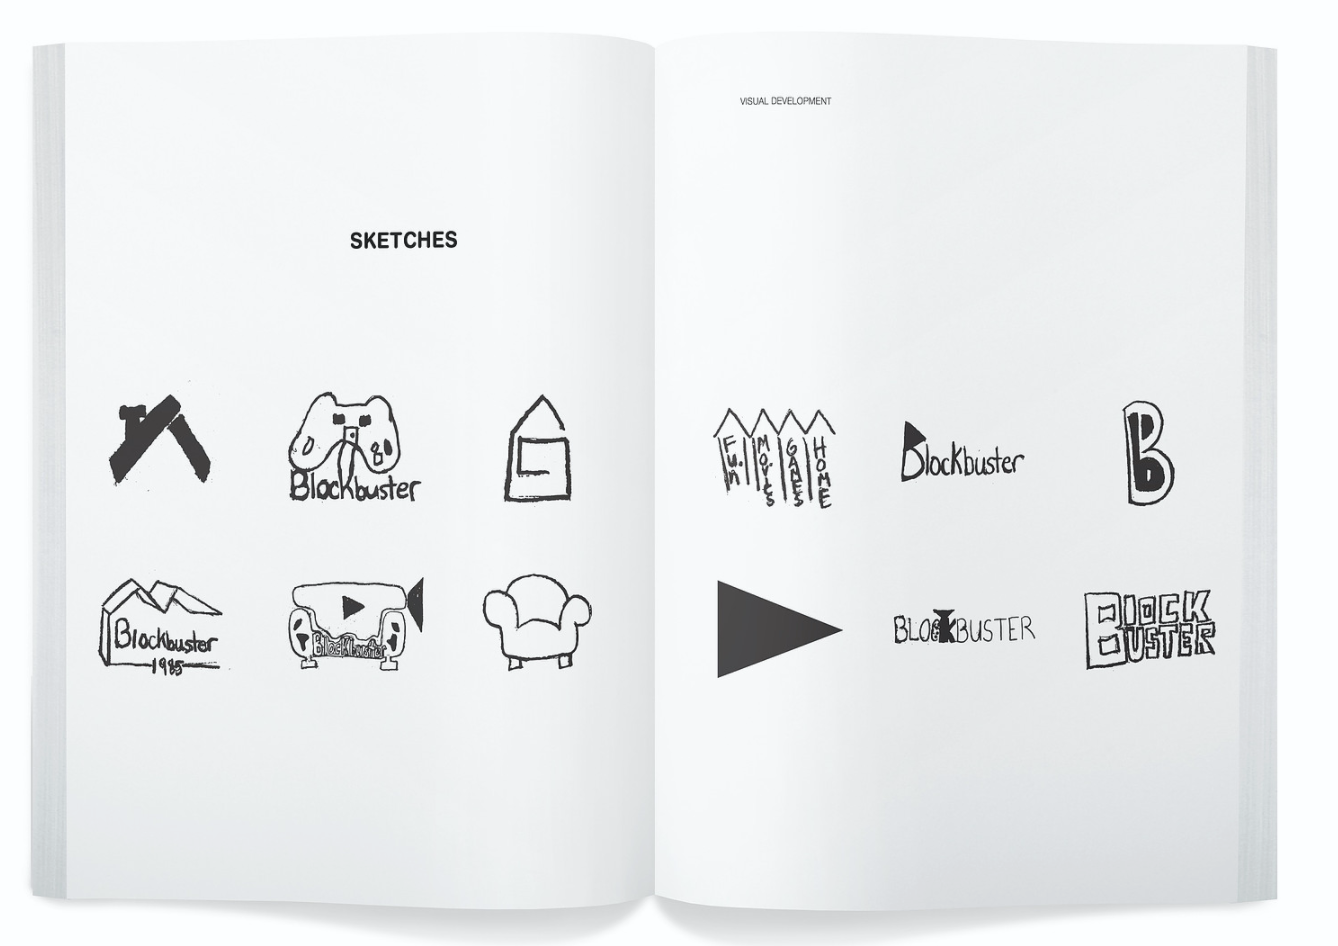 SKETCHES
Blockbuster
Blockbuster
1985
Blockbuster
VISUAL DEVELOPMENT
Fun
MOVIES
GAMES
HOME
Blockbuster
B
BLOCKBUSTER
BLOCK
BUSTER